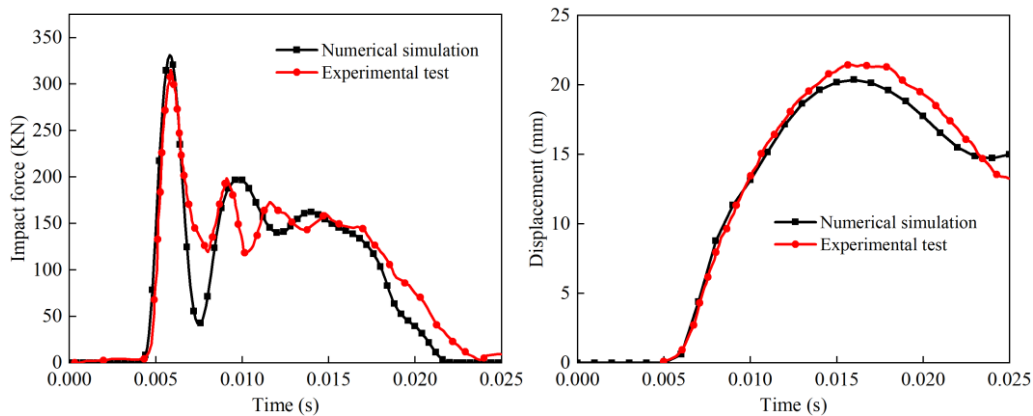 350
300
250
200
150
100
50
0
Impact force (KN)
Numerical simulation
Experimental test
0.000 0.005 0.010 0.015 0.020 0.025
Time (s)
25
20
15
10
5
0
Displacement (mm)
Numerical simulation
Experimental test
0.000 0.005 0.010 0.015 0.020 0.025
Time (s)